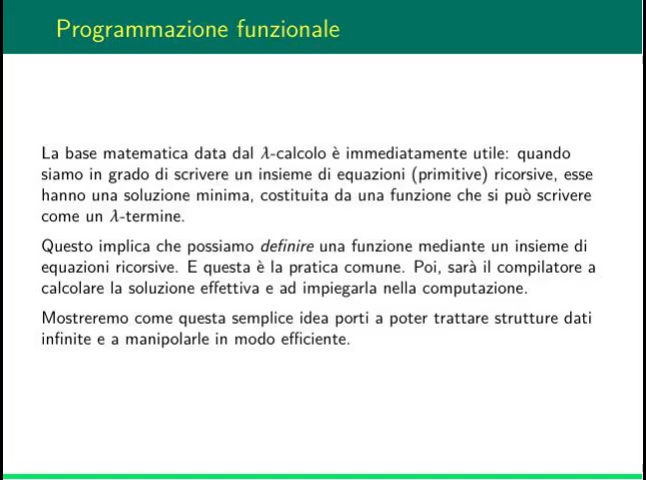 Programmazione funzionale
La base matematica data dal λ-calcolo è immediatamente utile: quando
siamo in grado di scrivere un insieme di equazioni (primitive) ricorsive, esse
hanno una soluzione minima, costituita da una funzione che si può scrivere
come un λ-termine.
Questo implica che possiamo definire una funzione mediante un insieme di
equazioni ricorsive. E questa è la pratica comune. Poi, sarà il compilatore a
calcolare la soluzione effettiva e ad impiegarla nella computazione.
Mostreremo come questa semplice idea porti a poter trattare strutture dati
infinite e a manipolarle in modo efficiente.